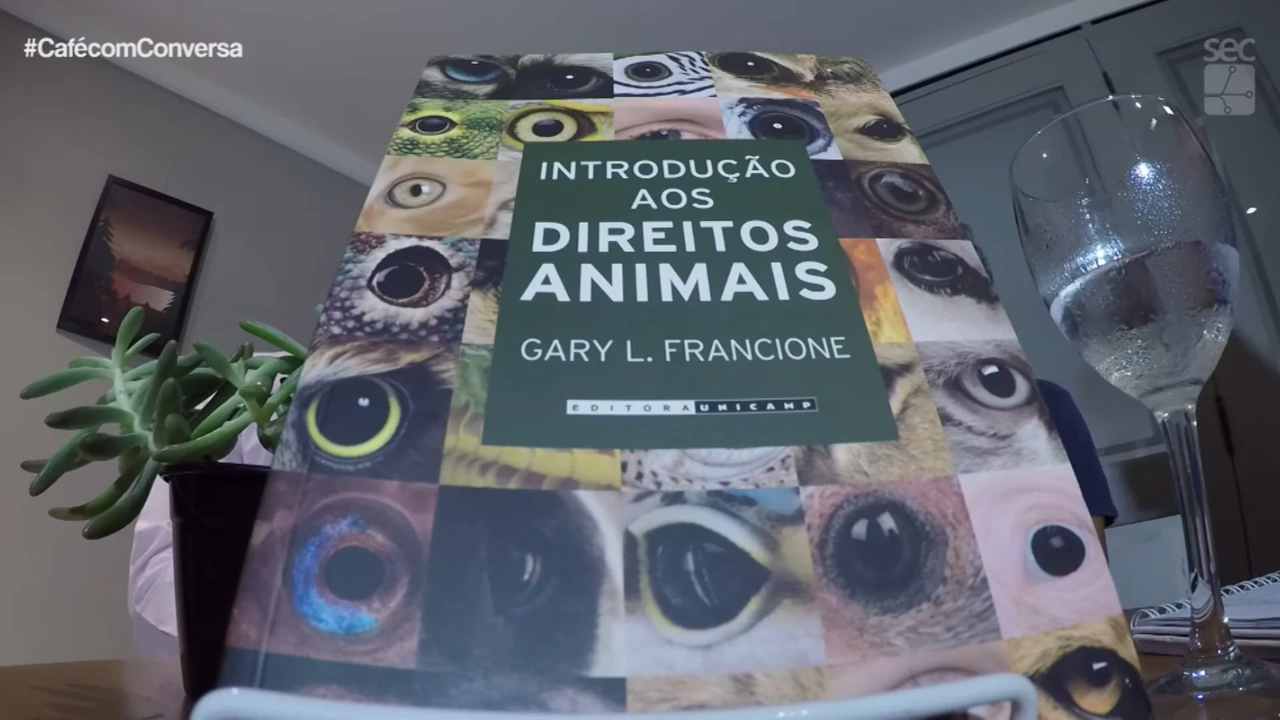 #CafécomConversa
sec
INTRODUÇÃO
AOS
DIREITOS
ANIMAIS
GARY L. FRANCIONE
EDITORA UNICAMP